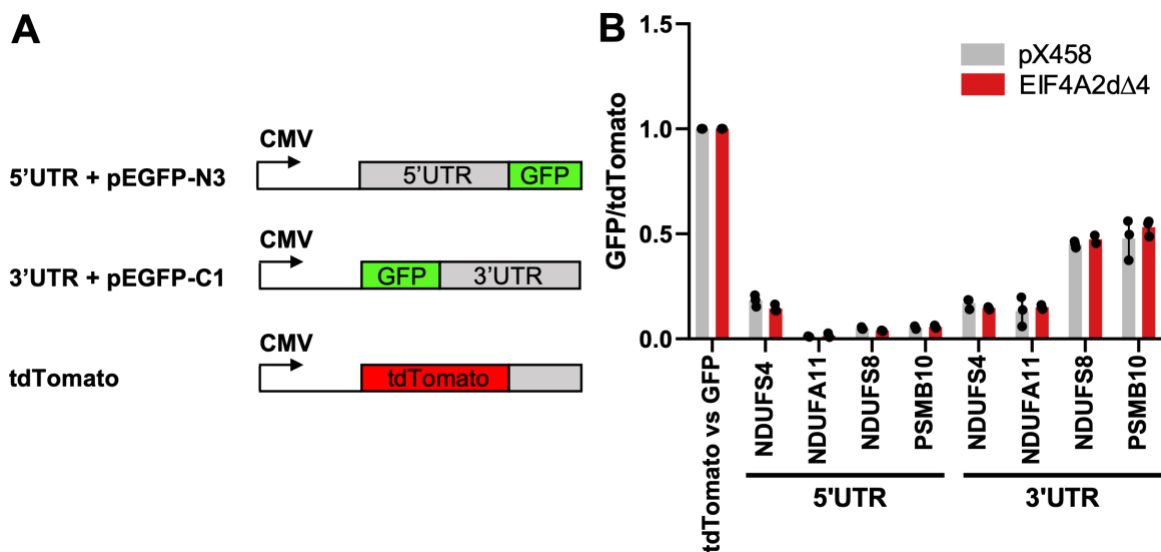 A
CMV
5'UTR + pEGFP-N3
5'UTR
GFP
CMV
3'UTR + pEGFP-C1
GFP
3'UTR
CMV
tdTomato
tdTomato
B
GFP/tdTomato
1.5
1.0
0.5
0.0
pX458
EIF4A2dΔ4
tdTomato vs GFP
NDUFS4
NDUFA11
NDUFS8
PSMB10
NDUFS4
NDUFA11
NDUFS8
PSMB10
5'UTR
3'UTR